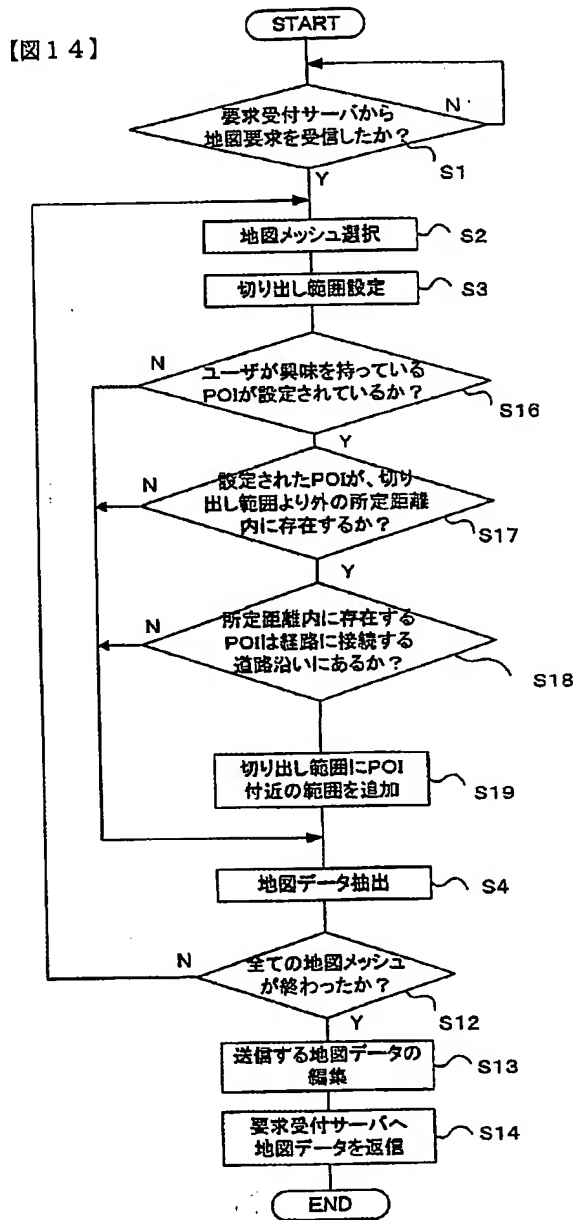 【図14】
START
要求受付サーバから
地図要求を受信したか？
N
S1
Y
地図メッシュ選択
S2
切り出し範囲設定
S3
N
ユーザが興味を持っている
POIが設定されているか？
S16
Y
N
設定されたPOIが、切り
出し範囲より外の所定距離
内に存在するか？
S17
Y
N
所定距離内に存在する
POIは経路に接続する
道路沿いにあるか？
S18
切り出し範囲にPOI
付近の範囲を追加
S19
地図データ抽出
S4
N
全ての地図メッシュ
が終わったか？
S12
Y
送信する地図データの
編集
S13
要求受付サーバへ
地図データを返信
S14
END